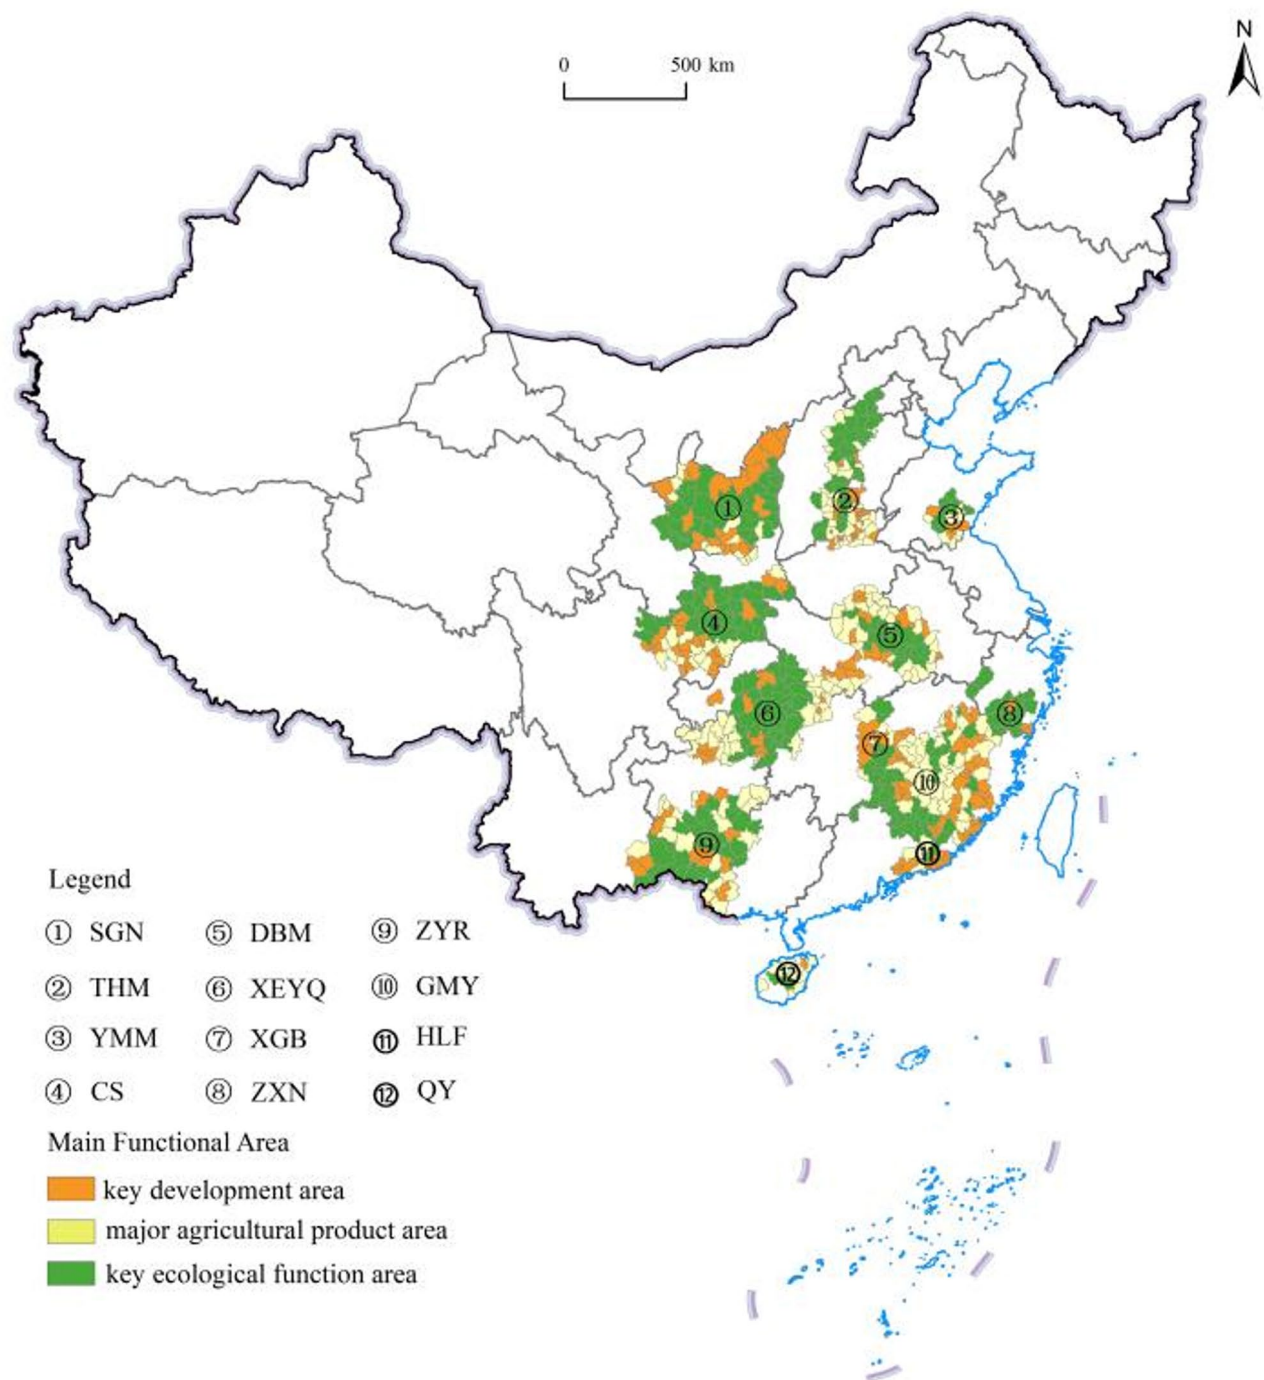 N
0 500 km
①
②
③
④
⑤
⑥
⑧
⑦
⑩
⑨
⑪
⑫
Legend
① SGN ⑤ DBM ⑨ ZYR
② THM ⑥ XEYQ ⑩ GMY
③ YMM ⑦ XGB ⑪ HLF
④ CS ⑧ ZXN ⑫ QY
Main Functional Area
key development area
major agricultural product area
key ecological function area